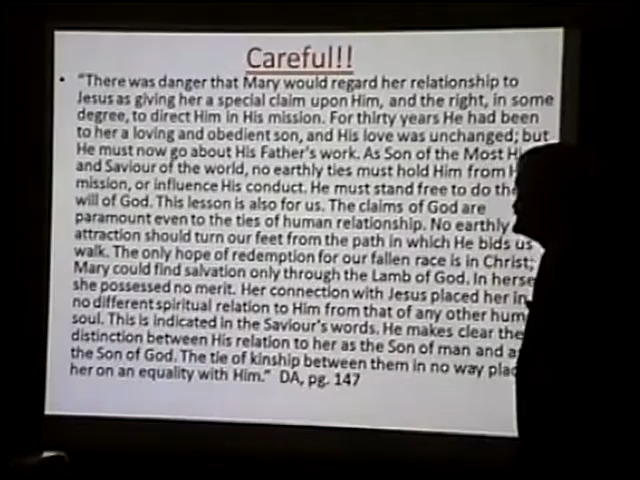 Careful!!
• “There was danger that Mary would regard her relationship to
Jesus as giving her a special claim upon Him, and the right, in some
degree, to direct Him in His mission. For thirty years He had been
to her a loving and obedient son, and His love was unchanged; but
He must now go about His Father's work. As Son of the Most
and Saviour of the world, no earthly ties must hold Him from
mission, or influence His conduct. He must stand free to do the
will of God. This lesson is also for us. The claims of God are
paramount even to the ties of human relationship. No earthly
attraction should turn our feet from the path in which He bids us
walk. The only hope of redemption for our fallen race is in Christ;
Mary could find salvation only through the Lamb of God. In
she possessed no merit. Her connection with Jesus placed her in
no different spiritual relation to Him from that of any other
soul. This is indicated in the Saviour's words. He makes clear the
distinction between His relation to her as the Son of man and
the Son of God. The tie of kinship between them in no way
her on an equality with Him.” DA, pg. 147